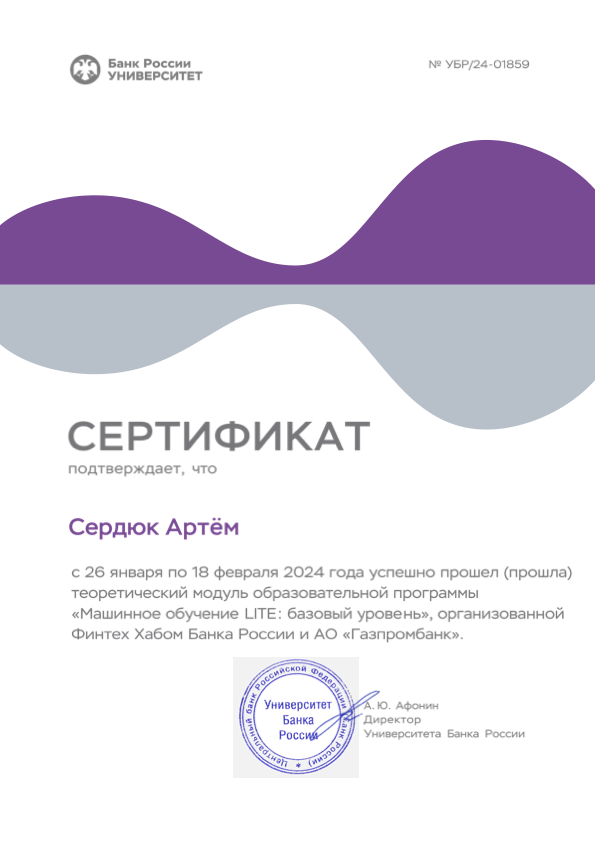 Банк России
УНИВЕРСИТЕТ
№ УБР/24-01859
СЕРТИФИКАТ
подтверждает, что
Сердюк Артём
с 26 января по 18 февраля 2024 года успешно прошел (прошла)
теоретический модуль образовательной программы
«Машинное обучение LITE: базовый уровень», организованной
Финтех Хабом Банка России и АО «Газпромбанк».
Центральный банк Российской Федерации (Банк России) *
Университет
Банка
России
А. Ю. Афонин
Директор
Университета Банка России